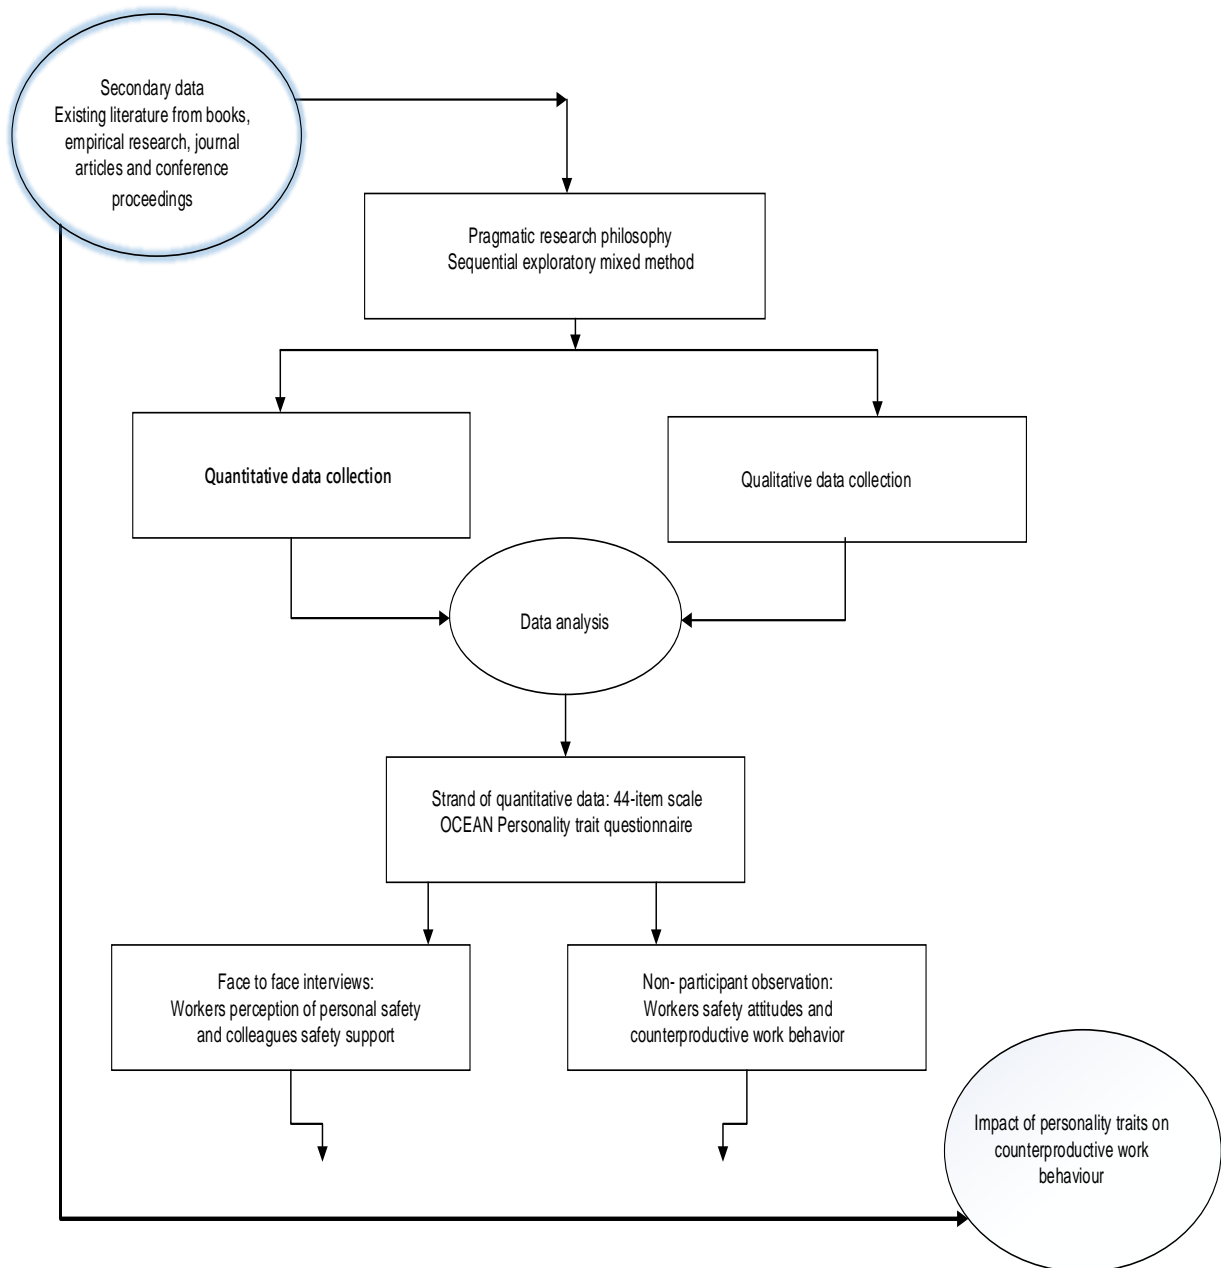 Secondary data
Existing literature from books,
empirical research, journal
articles and conference
proceedings
Pragmatic research philosophy
Sequential exploratory mixed method
Quantitative data collection
Qualitative data collection
Data analysis
Strand of quantitative data: 44-item scale
OCEAN Personality trait questionnaire
Face to face interviews:
Workers perception of personal safety
and colleagues safety support
Non- participant observation:
Workers safety attitudes and
counterproductive work behavior
Impact of personality traits on
counterproductive work
behaviour